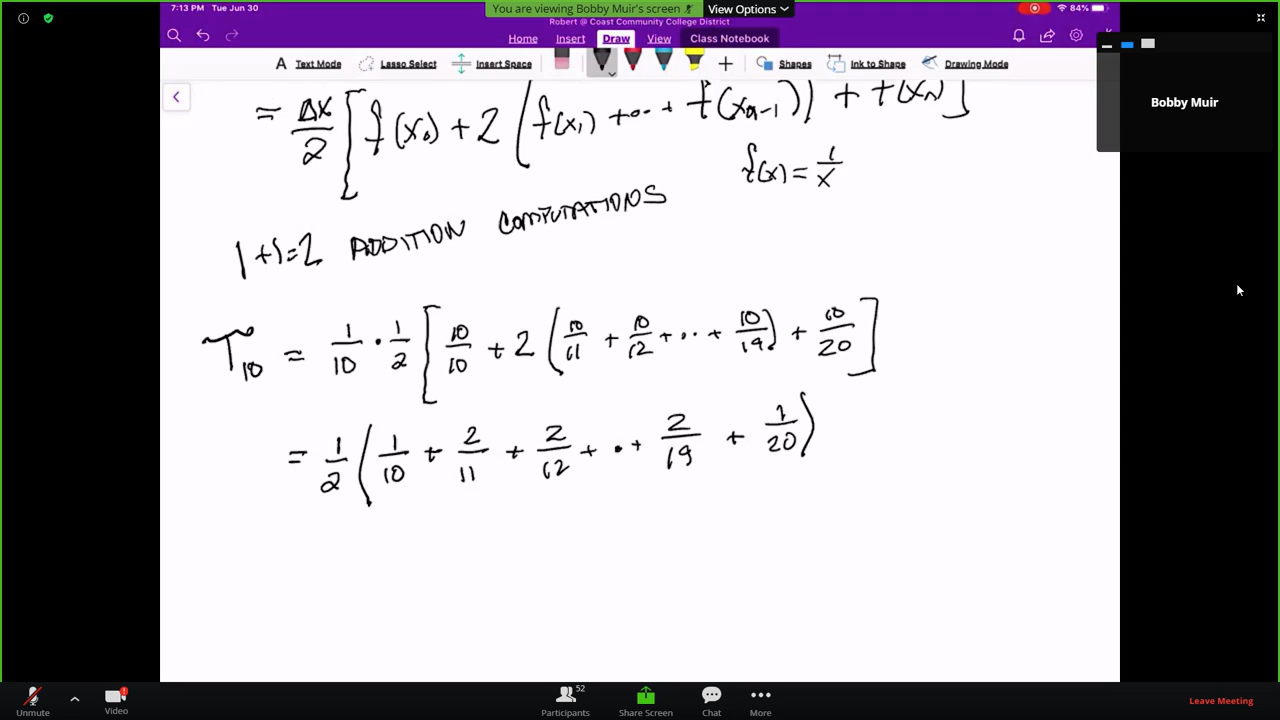 7:13 PM Tue Jun 30
You are viewing Bobby Muir's screen
View Options
84%
Robert @ Coast Community College District
Home Insert Draw View Class Notebook
Text Mode Lasso Select Insert Space Shapes Ink to Shape Drawing Mode
Bobby Muir
= Δx/2 [ f(x₀) + 2 ( f(x₁) + ·· + f(xₙ₋₁) ) + f(xₙ) ]
f(x) = 1/x
1+1=2 ADDITION COMPUTATIONS
T₁₀ = 1/10 · 1/2 [ 10/10 + 2 ( 10/11 + 10/12 + ·· + 10/19 ) + 10/20 ]
= 1/2 ( 1/10 + 2/11 + 2/12 + · + 2/19 + 1/20 )
52
Unmute Video Participants Share Screen Chat More Leave Meeting